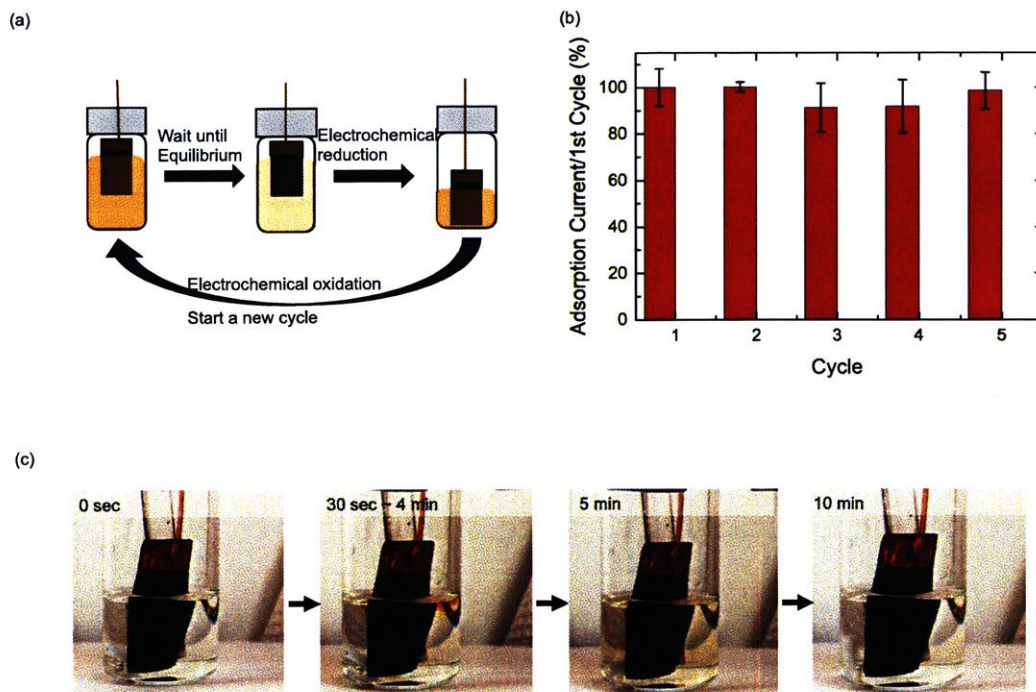 (a)
Wait until
Equilibrium
Electrochemical
reduction
Electrochemical oxidation
Start a new cycle
(b)
Adsorption Current/1st Cycle (%)
100
80
60
40
20
0
1 2 3 4 5
Cycle
(c)
0 sec
30 sec ~ 4 min
5 min
10 min